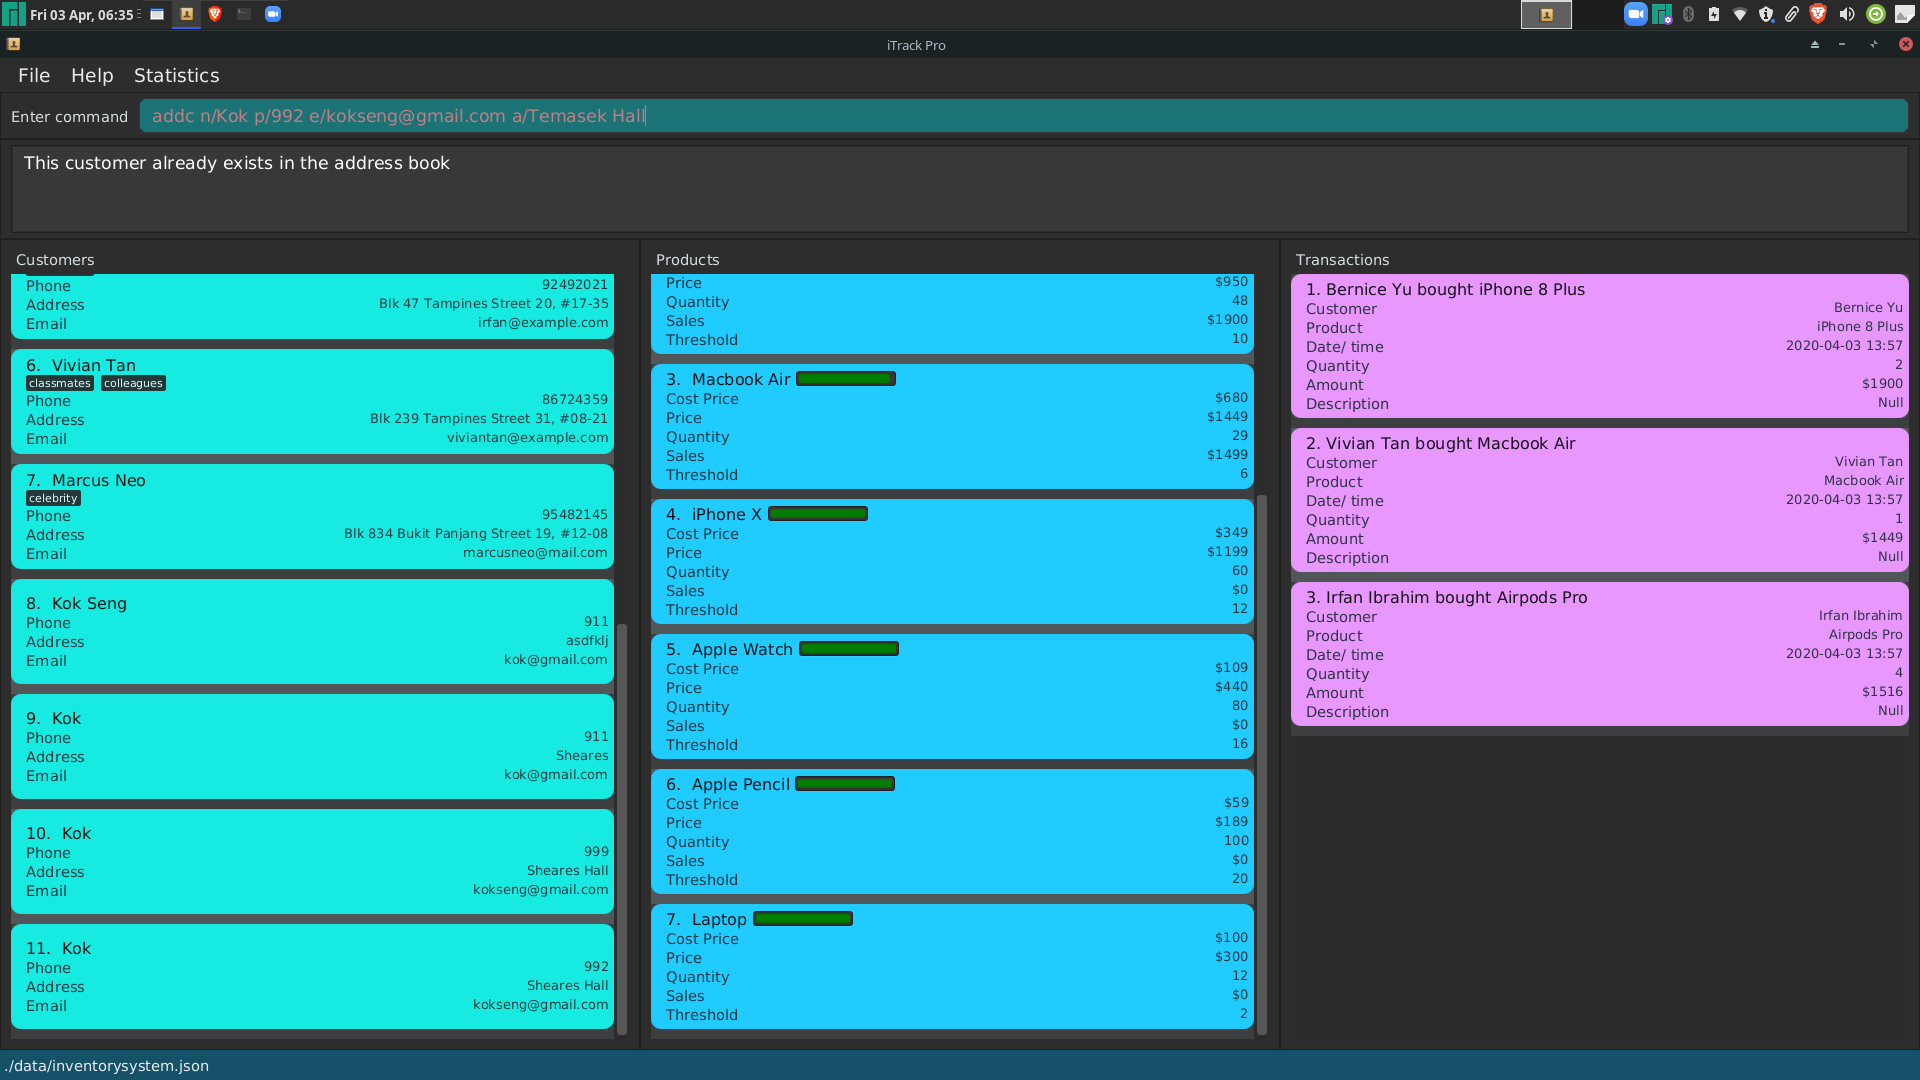 Fri 03 Apr, 06:35
iTrack Pro
File Help Statistics
Enter command addc n/Kok p/992 e/kokseng@gmail.com a/Temasek Hall
This customer already exists in the address book
Customers
Phone 92492021
Address Blk 47 Tampines Street 20, #17-35
Email irfan@example.com
6. Vivian Tan
classmates colleagues
Phone 86724359
Address Blk 239 Tampines Street 31, #08-21
Email viviantan@example.com
7. Marcus Neo
celebrity
Phone 95482145
Address Blk 834 Bukit Panjang Street 19, #12-08
Email marcusneo@mail.com
8. Kok Seng
Phone 911
Address asdfklj
Email kok@gmail.com
9. Kok
Phone 911
Address Sheares
Email kok@gmail.com
10. Kok
Phone 999
Address Sheares Hall
Email kokseng@gmail.com
11. Kok
Phone 992
Address Sheares Hall
Email kokseng@gmail.com
Products
Price $950
Quantity 48
Sales $1900
Threshold 10
3. Macbook Air
Cost Price $680
Price $1449
Quantity 29
Sales $1499
Threshold 6
4. iPhone X
Cost Price $349
Price $1199
Quantity 60
Sales $0
Threshold 12
5. Apple Watch
Cost Price $109
Price $440
Quantity 80
Sales $0
Threshold 16
6. Apple Pencil
Cost Price $59
Price $189
Quantity 100
Sales $0
Threshold 20
7. Laptop
Cost Price $100
Price $300
Quantity 12
Sales $0
Threshold 2
Transactions
1. Bernice Yu bought iPhone 8 Plus
Customer Bernice Yu
Product iPhone 8 Plus
Date/ time 2020-04-03 13:57
Quantity 2
Amount $1900
Description Null
2. Vivian Tan bought Macbook Air
Customer Vivian Tan
Product Macbook Air
Date/ time 2020-04-03 13:57
Quantity 1
Amount $1449
Description Null
3. Irfan Ibrahim bought Airpods Pro
Customer Irfan Ibrahim
Product Airpods Pro
Date/ time 2020-04-03 13:57
Quantity 4
Amount $1516
Description Null
./data/inventorysystem.json